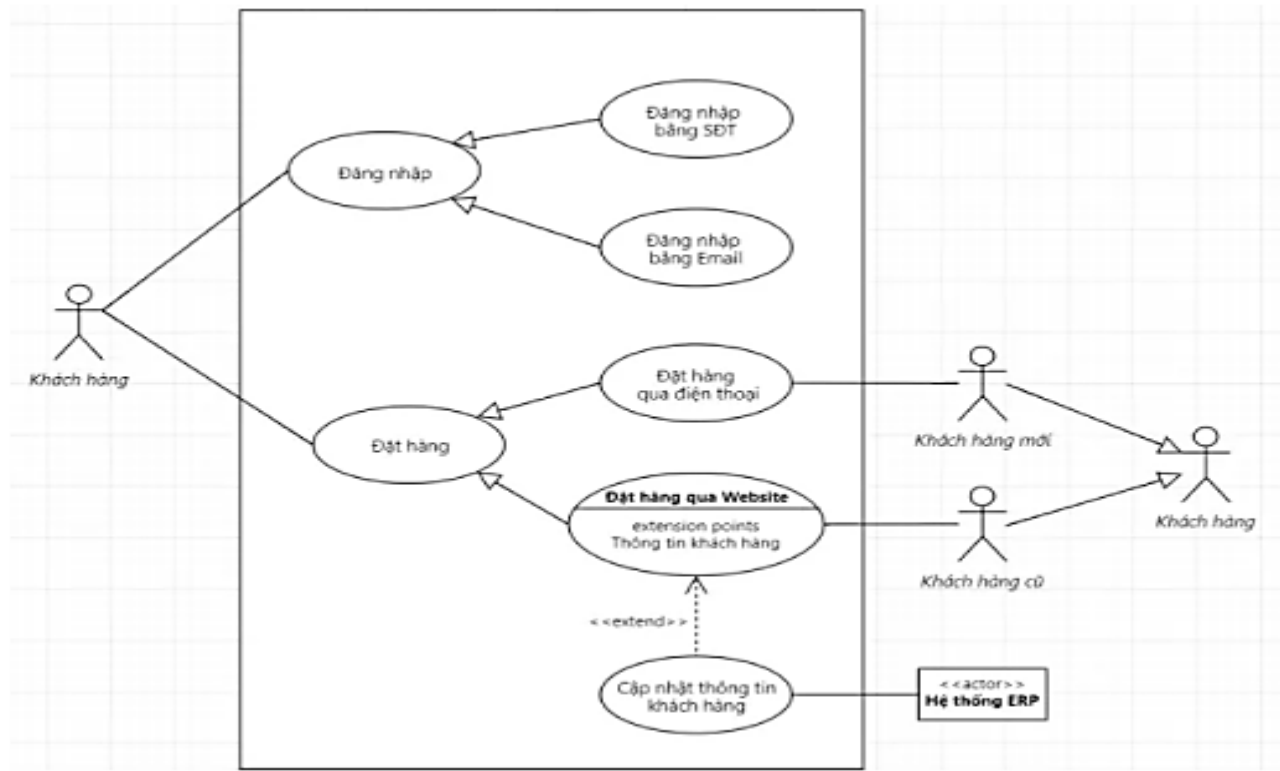 Đăng nhập
bằng SĐT
Đăng nhập
Đăng nhập
bằng Email
Khách hàng
Đặt hàng
qua điện thoại
Khách hàng mới
Đặt hàng
Khách hàng
Đặt hàng qua Website
extension points
Thông tin khách hàng
Khách hàng cũ
<<extend>>
Cập nhật thông tin
khách hàng
<<actor>>
Hệ thống ERP